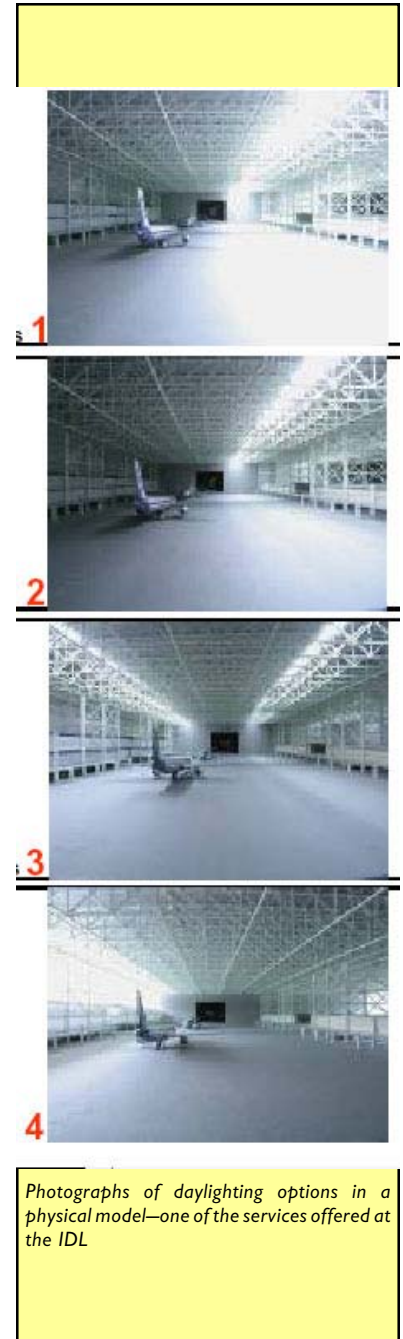 s 1
2
s 3
4
Photographs of daylighting options in a
physical model—one of the services offered at
the IDL